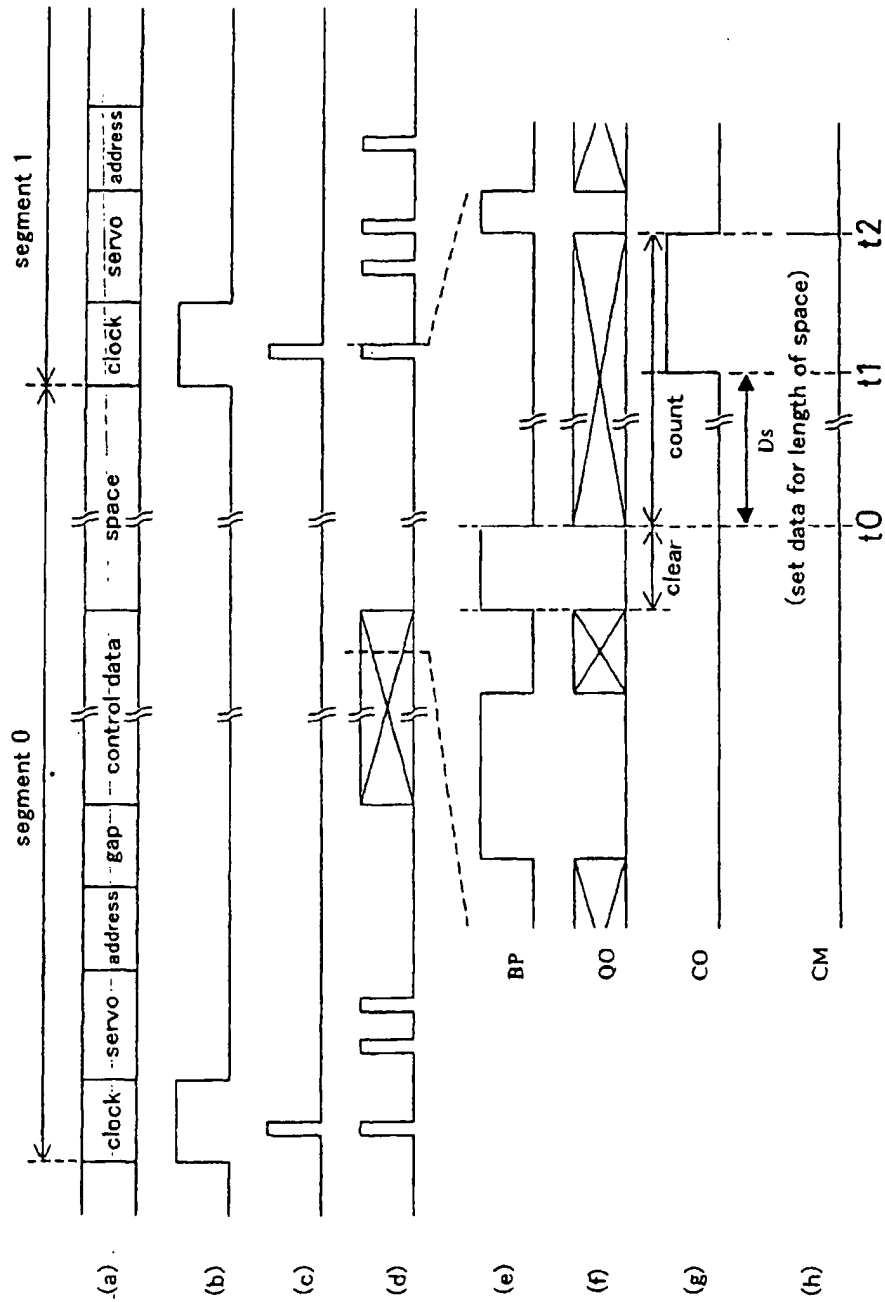 segment 0 segment 1
(a) clock servo address gap control data space clock servo address
(b)
(c)
(d)
(e) BP
(f) QO
clear count
(g) CO
Ds
(set data for length of space)
(h) CM
t0 t1 t2